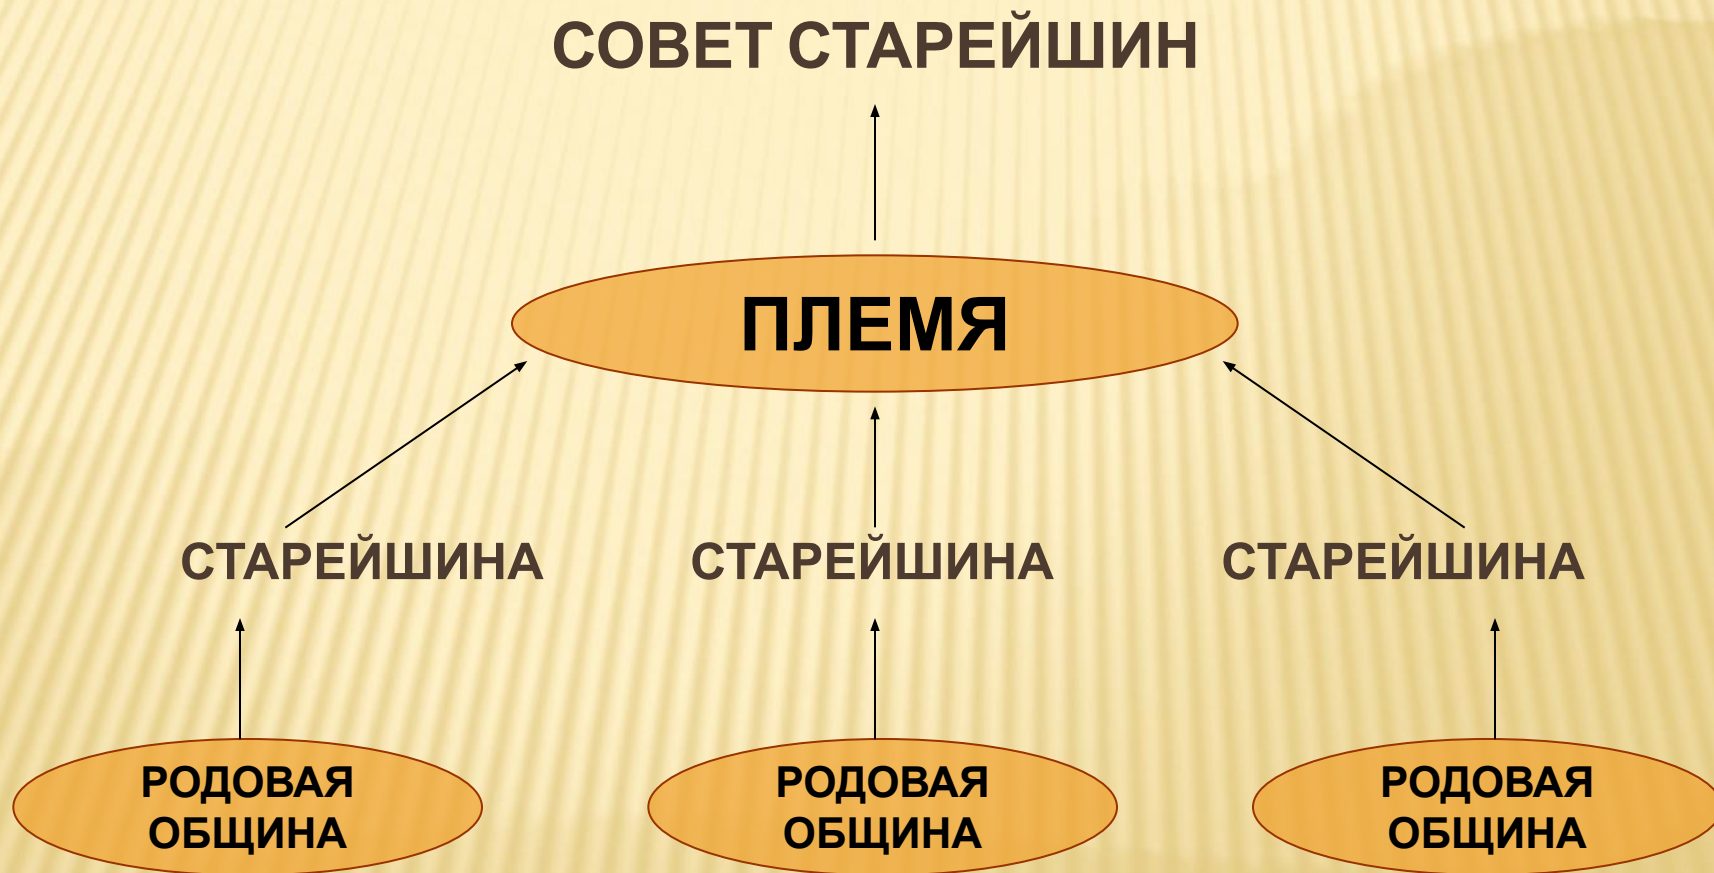 СОВЕТ СТАРЕЙШИН
ПЛЕМЯ
СТАРЕЙШИНА
СТАРЕЙШИНА
СТАРЕЙШИНА
РОДОВАЯ
ОБЩИНА
РОДОВАЯ
ОБЩИНА
РОДОВАЯ
ОБЩИНА